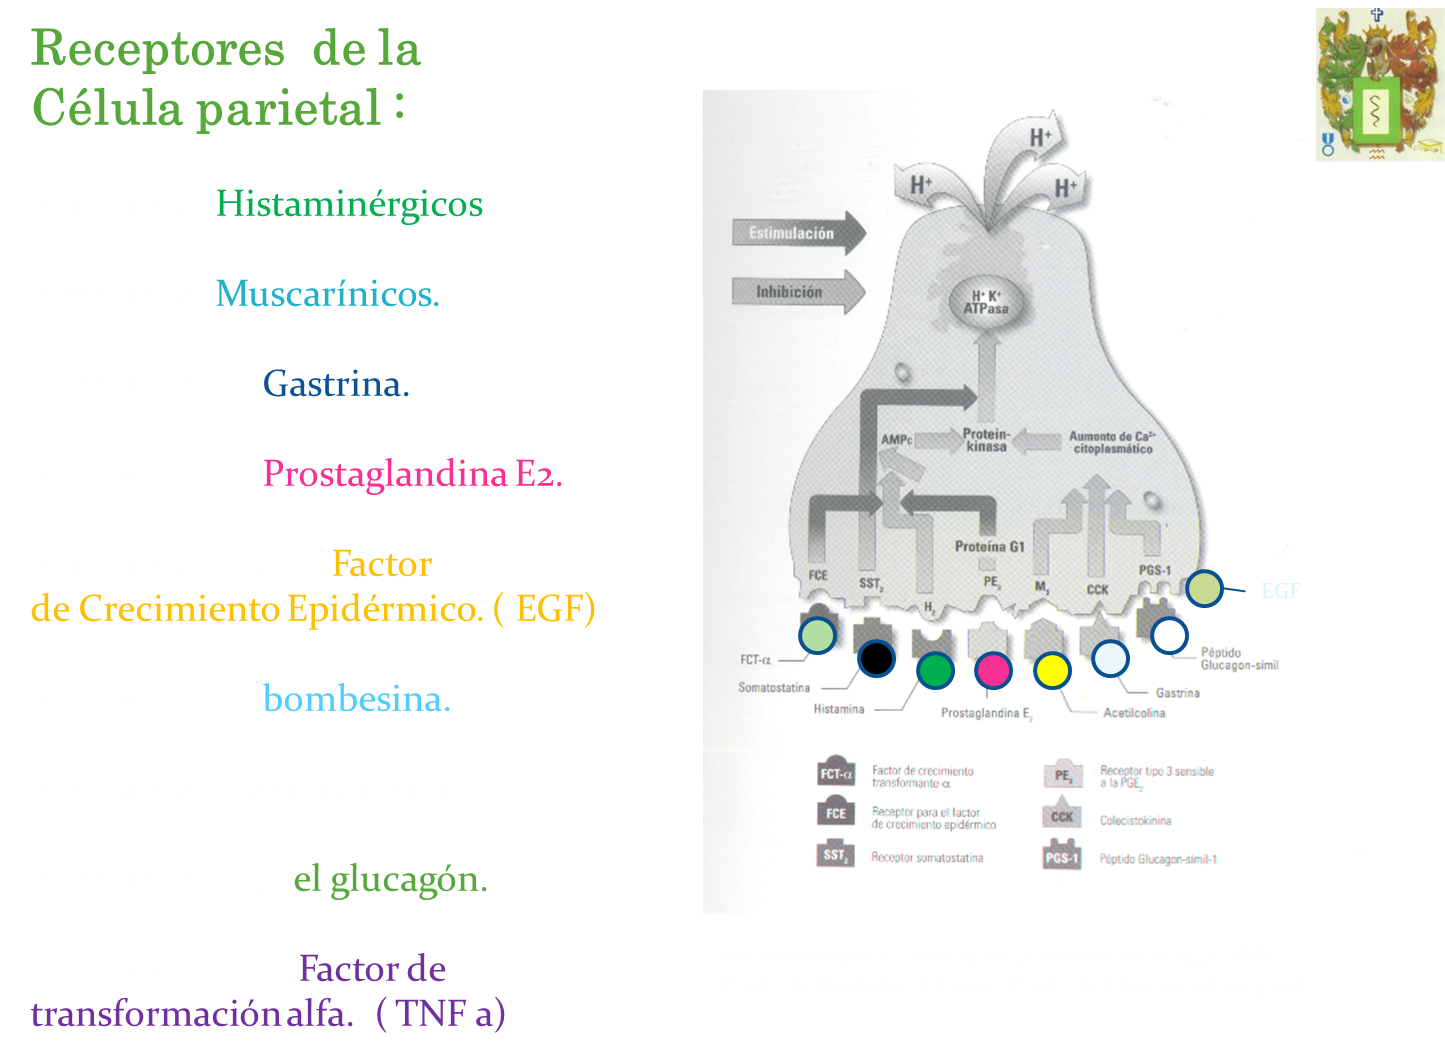 Receptores de la
Célula parietal :
Histaminérgicos
Muscarínicos.
Gastrina.
Prostaglandina E2.
Factor
de Crecimiento Epidérmico. ( EGF)
bombesina.
el glucagón.
Factor de
transformación alfa. ( TNF a)
H+
H+
H+
Estimulación
Inhibición
H+ K+
ATPasa
AMPc
Protein-
kinasa
Aumento de Ca2+
citoplasmático
Proteína G1
FCE
SST2
H2
PE3
M3
CCK
PGS-1
EGF
FCT-α
Somatostatina
Histamina
Prostaglandina E2
Acetilcolina
Gastrina
Péptido
Glucagon-simil
FCT-α
Factor de crecimiento
transformante α
FCE
Receptor para el factor
de crecimiento epidérmico
SST2
Receptor somatostatina
PE3
Receptor tipo 3 sensible
a la PGE2
CCK
Colecistokinina
PGS-1
Péptido Glucagon-símil-1